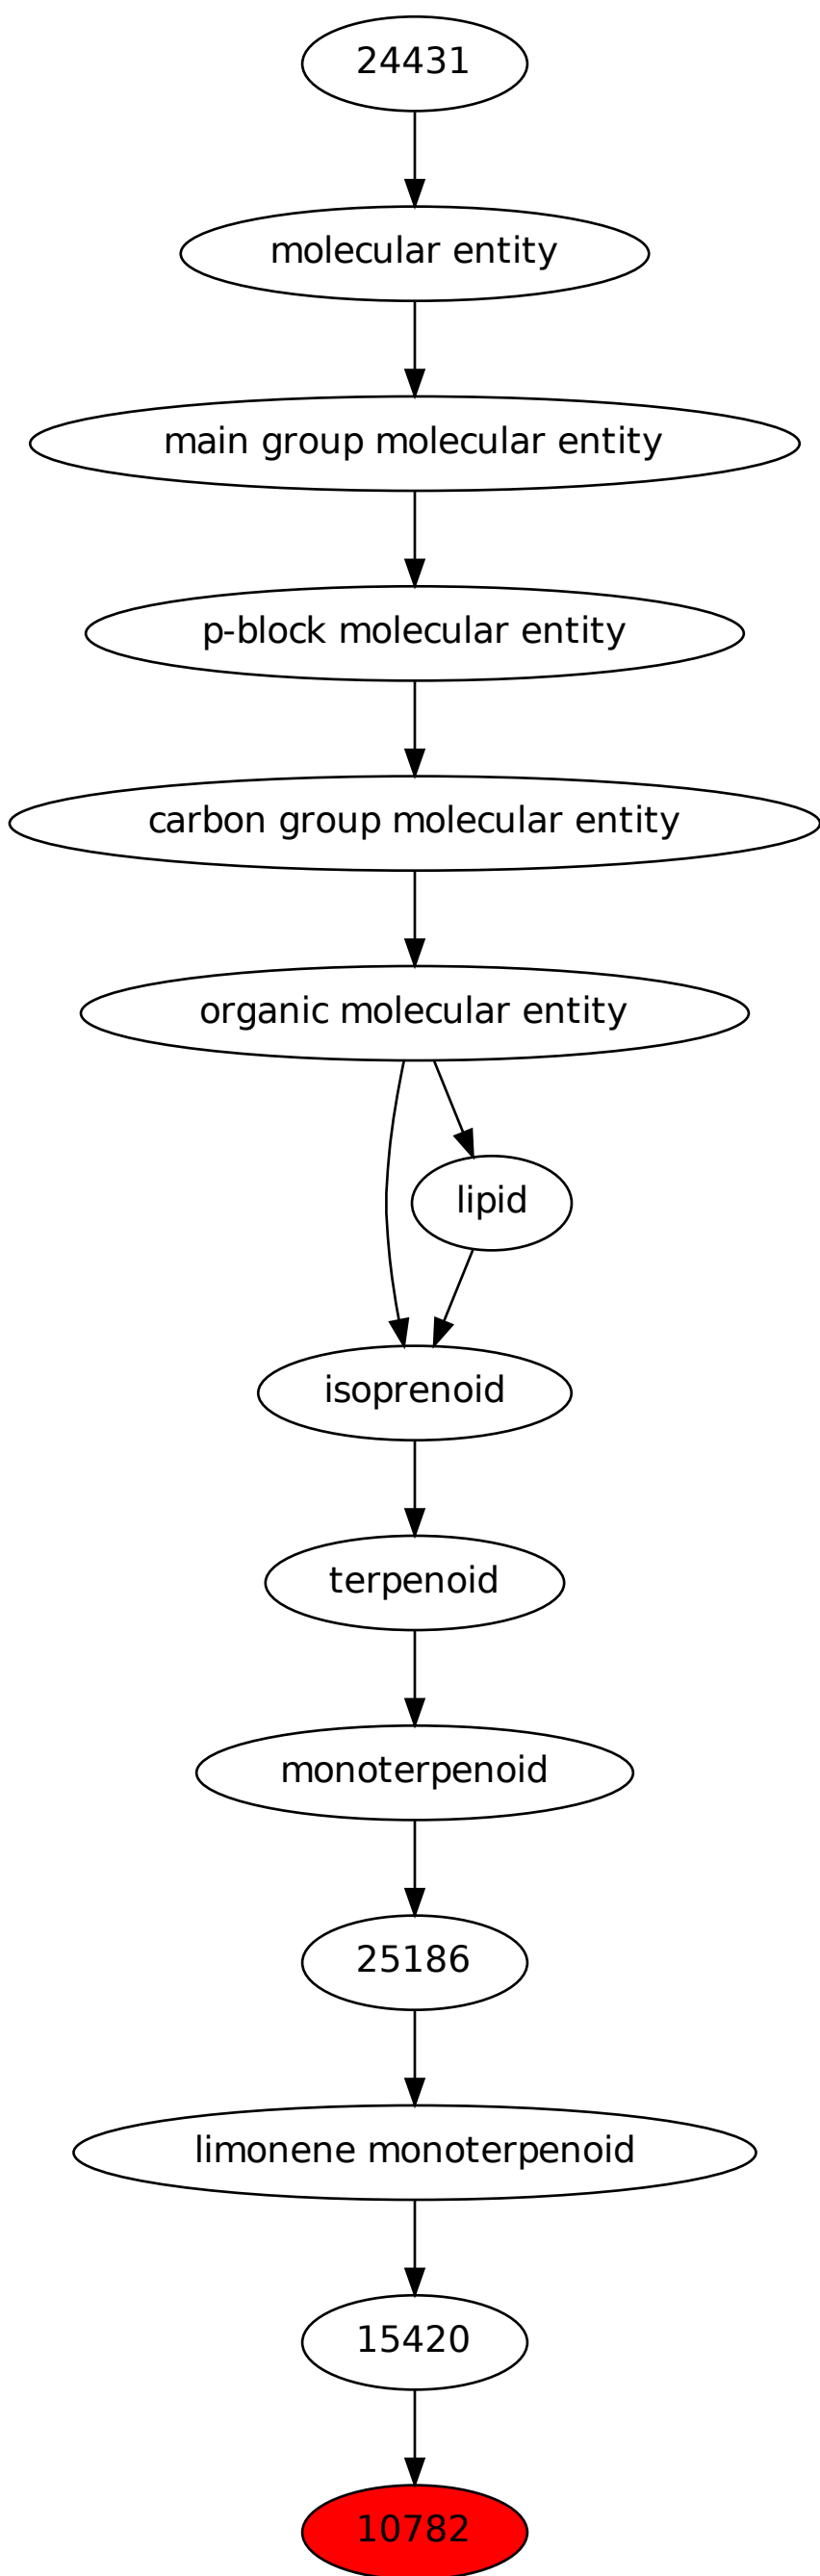 24431
molecular entity
main group molecular entity
p-block molecular entity
carbon group molecular entity
organic molecular entity
lipid
isoprenoid
terpenoid
monoterpenoid
25186
limonene monoterpenoid
15420
10782